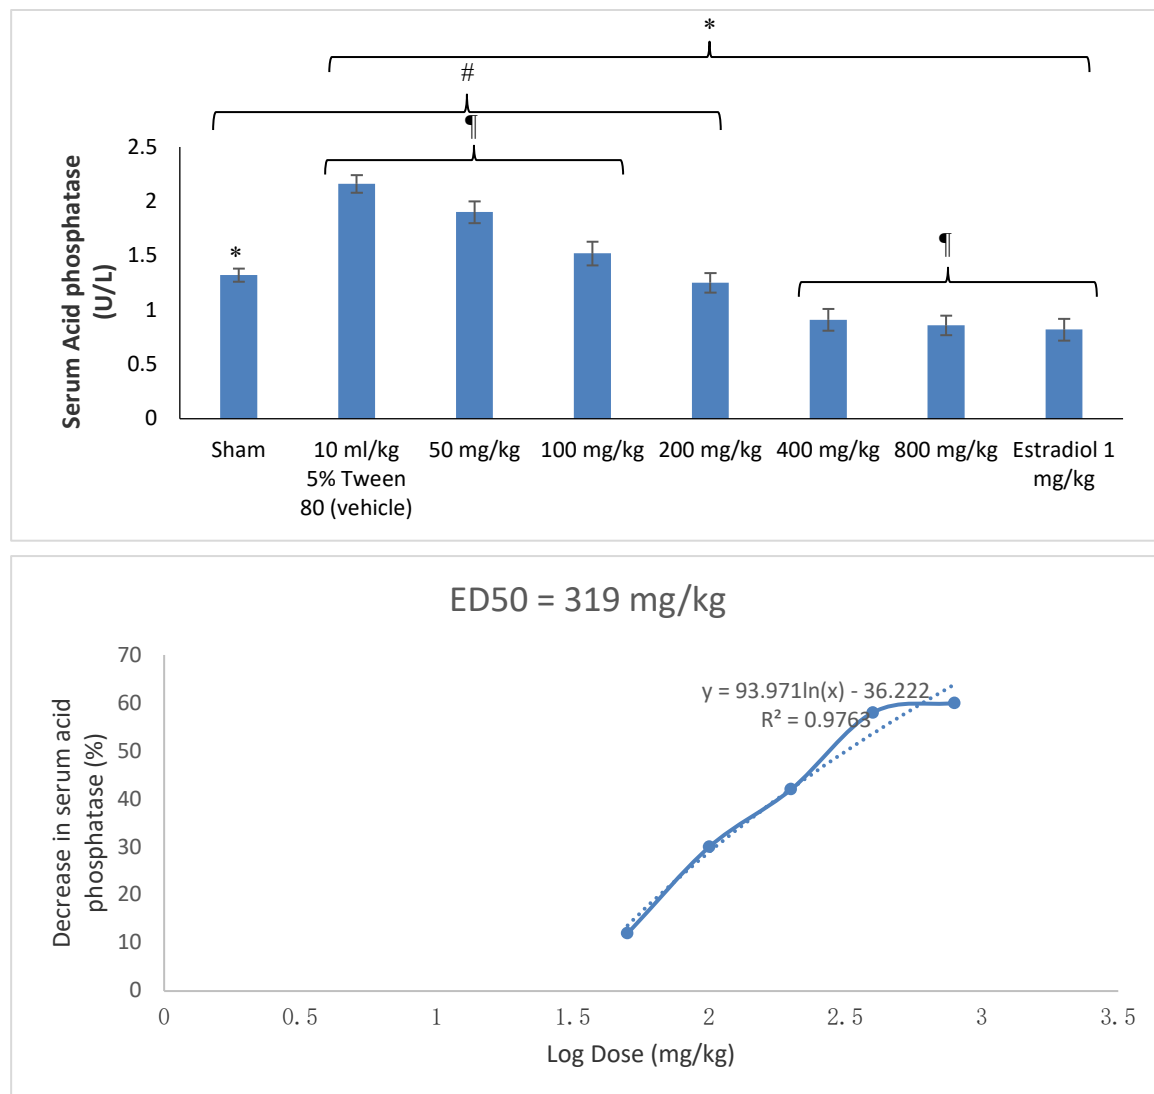 *
#
¶
2.5
2
1.5
1
0.5
0
Serum Acid phosphatase
(U/L)
*
¶
Sham
10 ml/kg
5% Tween
80 (vehicle)
50 mg/kg
100 mg/kg
200 mg/kg
400 mg/kg
800 mg/kg
Estradiol 1
mg/kg
ED50 = 319 mg/kg
y = 93.971ln(x) - 36.222
R² = 0.9763
70
60
50
40
30
20
10
0
Decrease in serum acid
phosphatase (%)
0 0.5 1 1.5 2 2.5 3 3.5
Log Dose (mg/kg)